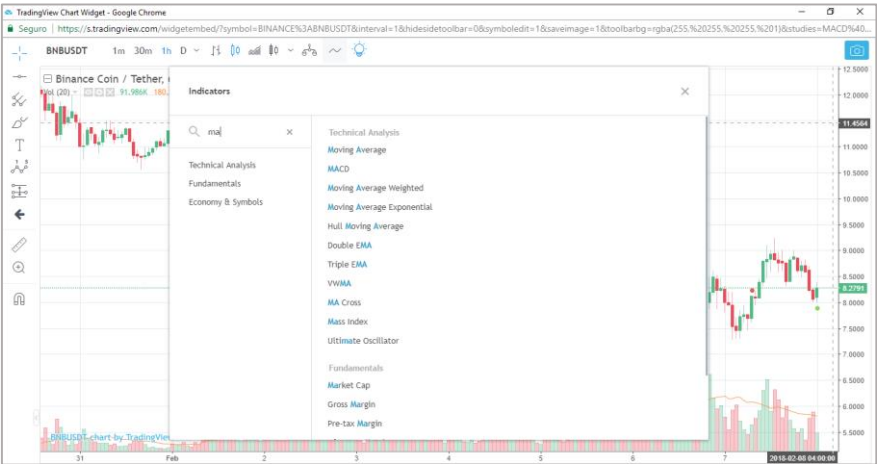 TradingView Chart Widget - Google Chrome
Seguro | https://s.tradingview.com/widgetembed/?symbol=BINANCE%3ABNBUSDT&interval=1&hidesidetoolbar=0&symboledit=1&saveimage=1&toolbarbg=rgba(255,%20255,%20255,%201)&studies=MACD%40...
BNBUSDT 1m 30m 1h D
Binance Coin / Tether,
Vol (20) 91.986K 180.
Indicators
ma
Technical Analysis
Fundamentals
Economy & Symbols
Technical Analysis
Moving Average
MACD
Moving Average Weighted
Moving Average Exponential
Hull Moving Average
Double EMA
Triple EMA
VWMA
MA Cross
Mass Index
Ultimate Oscillator
Fundamentals
Market Cap
Gross Margin
Pre-tax Margin
12.5000
12.0000
11.4564
11.0000
10.5000
10.0000
9.5000
9.0000
8.5000
8.2791
8.0000
7.5000
7.0000
6.5000
6.0000
5.5000
BNBUSDT chart by TradingView
31 Feb 2 3 4 5 6 7 2018-02-08 04:00:00